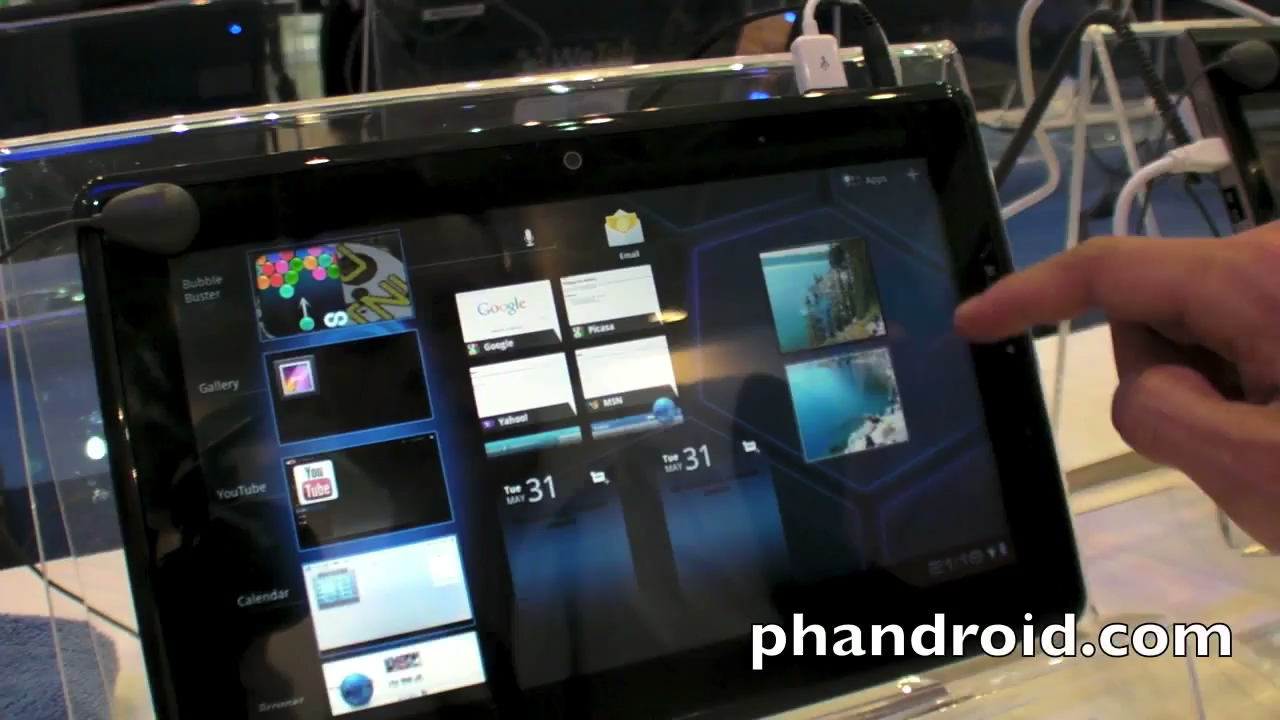 Apps +
Email
Bubble
Buster
Google
Google
Picasa
Gallery
Yahoo!
MSN
You
Tube
YouTube
Tue
MAY 31
Tue
MAY 31
Calendar
Browser
phandroid.com